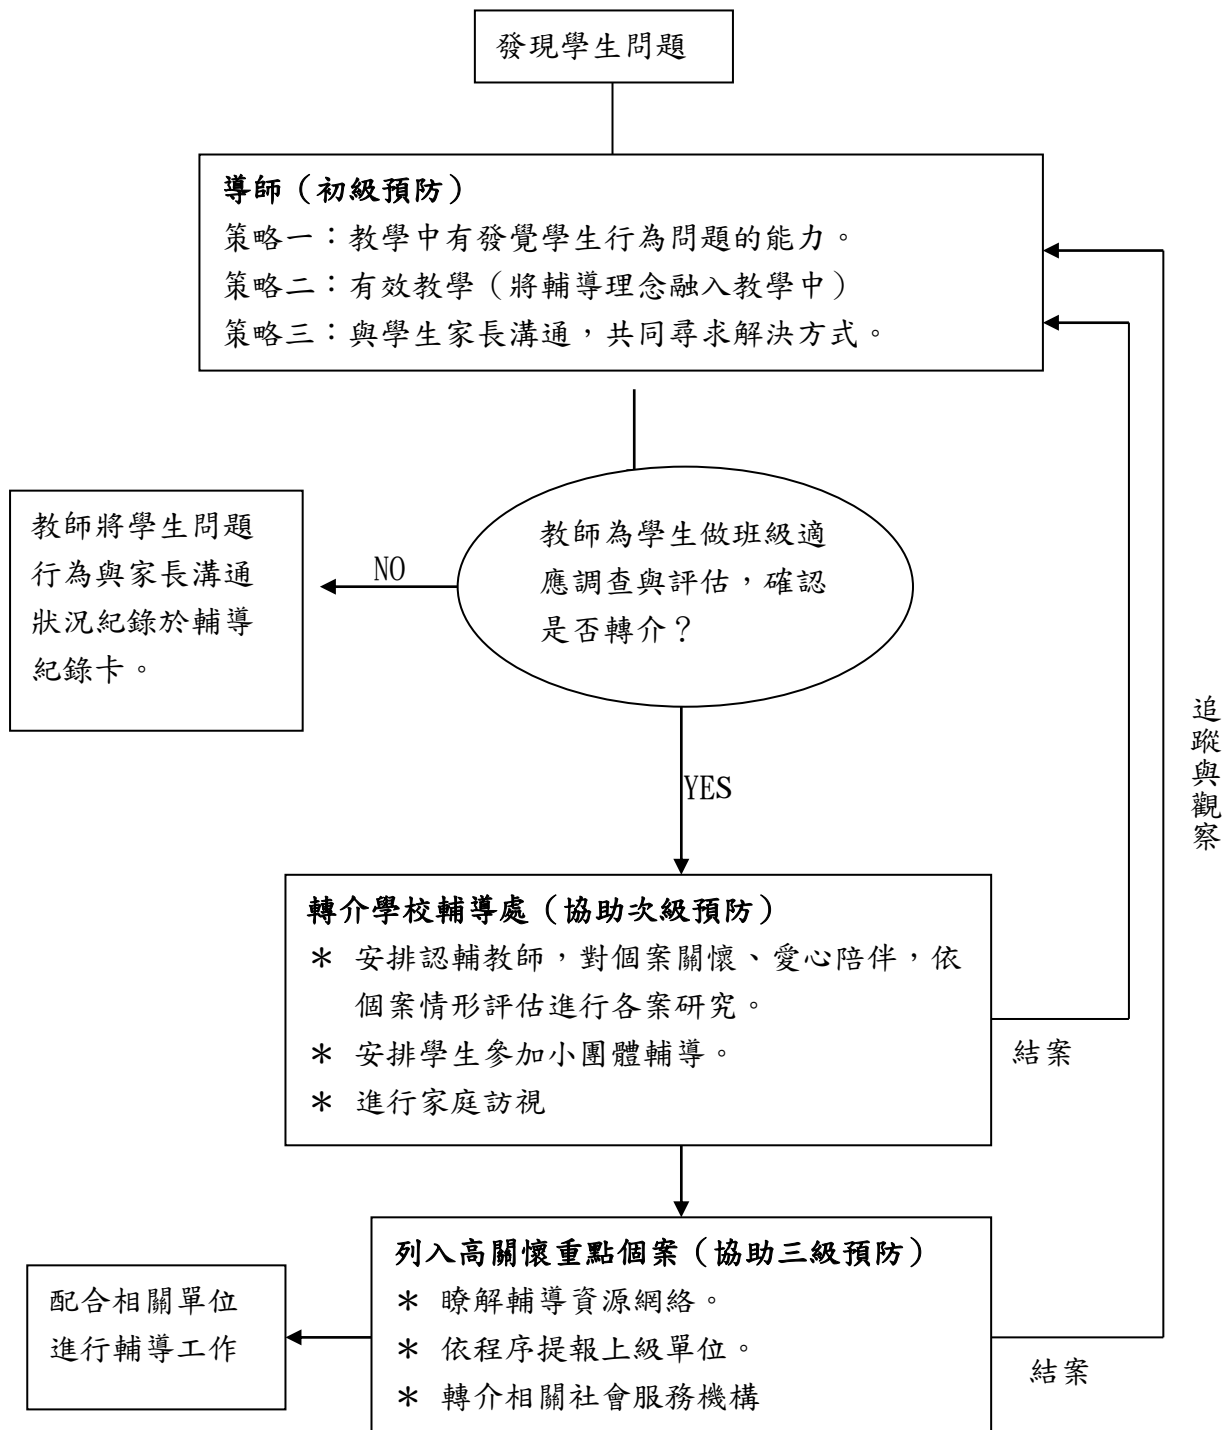 發現學生問題
導師（初級預防）
策略一：教學中有發覺學生行為問題的能力。
策略二：有效教學（將輔導理念融入教學中）
策略三：與學生家長溝通，共同尋求解決方式。
教師將學生問題
行為與家長溝通
狀況紀錄於輔導
紀錄卡。
NO
教師為學生做班級適
應調查與評估，確認
是否轉介？
YES
追蹤與觀察
轉介學校輔導處（協助次級預防）
＊ 安排認輔教師，對個案關懷、愛心陪伴，依
個案情形評估進行各案研究。
＊ 安排學生參加小團體輔導。
＊ 進行家庭訪視
結案
列入高關懷重點個案（協助三級預防）
＊ 瞭解輔導資源網絡。
＊ 依程序提報上級單位。
＊ 轉介相關社會服務機構
配合相關單位
進行輔導工作
結案